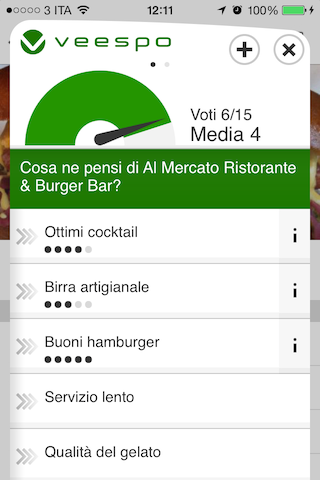 3 ITA 12:11 100%
veespo
Voti 6/15
Media 4
Cosa ne pensi di Al Mercato Ristorante
& Burger Bar?
Ottimi cocktail
i
Birra artigianale
i
Buoni hamburger
i
Servizio lento
Qualità del gelato